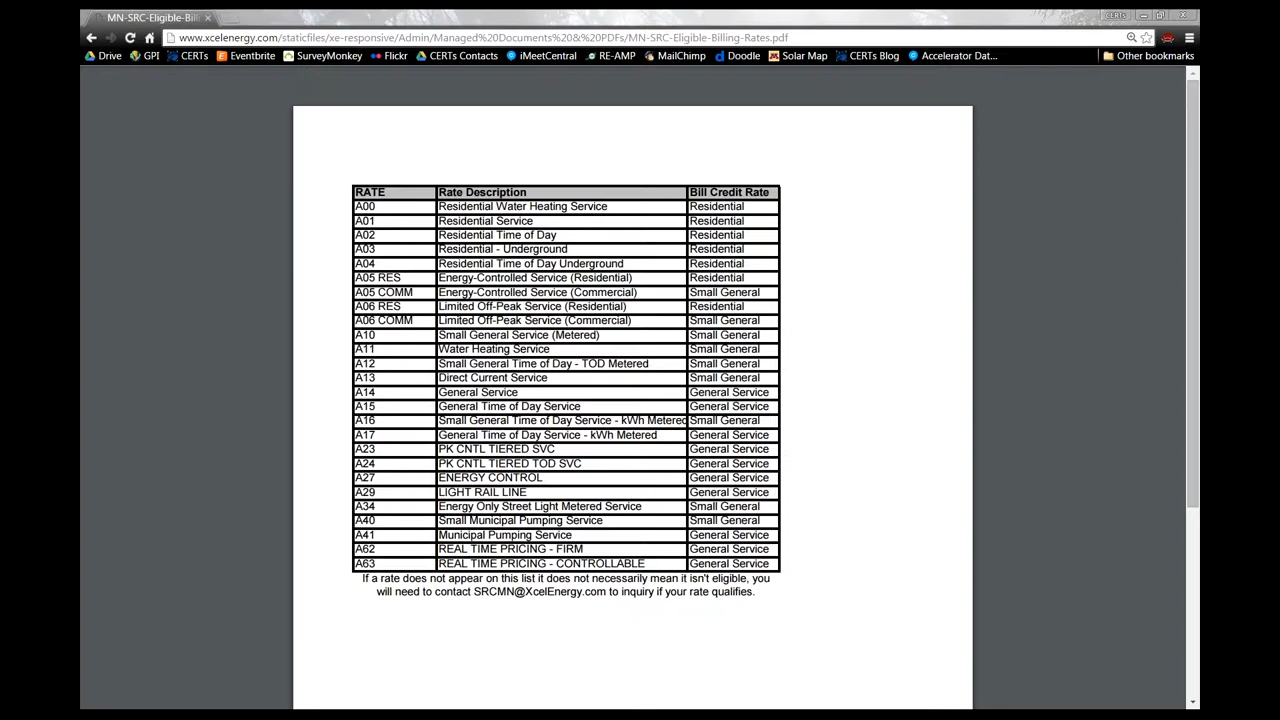 MN-SRC-Eligible-Bill
CERTs
www.xcelenergy.com/staticfiles/xe-responsive/Admin/Managed%20Documents%20&%20PDFs/MN-SRC-Eligible-Billing-Rates.pdf
Drive GPI CERTs Eventbrite SurveyMonkey Flickr CERTs Contacts iMeetCentral RE-AMP MailChimp Doodle Solar Map CERTs Blog Accelerator Dat... Other bookmarks
RATE Rate Description Bill Credit Rate
A00 Residential Water Heating Service Residential
A01 Residential Service Residential
A02 Residential Time of Day Residential
A03 Residential - Underground Residential
A04 Residential Time of Day Underground Residential
A05 RES Energy-Controlled Service (Residential) Residential
A05 COMM Energy-Controlled Service (Commercial) Small General
A06 RES Limited Off-Peak Service (Residential) Residential
A06 COMM Limited Off-Peak Service (Commercial) Small General
A10 Small General Service (Metered) Small General
A11 Water Heating Service Small General
A12 Small General Time of Day - TOD Metered Small General
A13 Direct Current Service Small General
A14 General Service General Service
A15 General Time of Day Service General Service
A16 Small General Time of Day Service - kWh Metered Small General
A17 General Time of Day Service - kWh Metered General Service
A23 PK CNTL TIERED SVC General Service
A24 PK CNTL TIERED TOD SVC General Service
A27 ENERGY CONTROL General Service
A29 LIGHT RAIL LINE General Service
A34 Energy Only Street Light Metered Service Small General
A40 Small Municipal Pumping Service Small General
A41 Municipal Pumping Service General Service
A62 REAL TIME PRICING - FIRM General Service
A63 REAL TIME PRICING - CONTROLLABLE General Service
If a rate does not appear on this list it does not necessarily mean it isn't eligible, you
will need to contact SRCMN@XcelEnergy.com to inquiry if your rate qualifies.